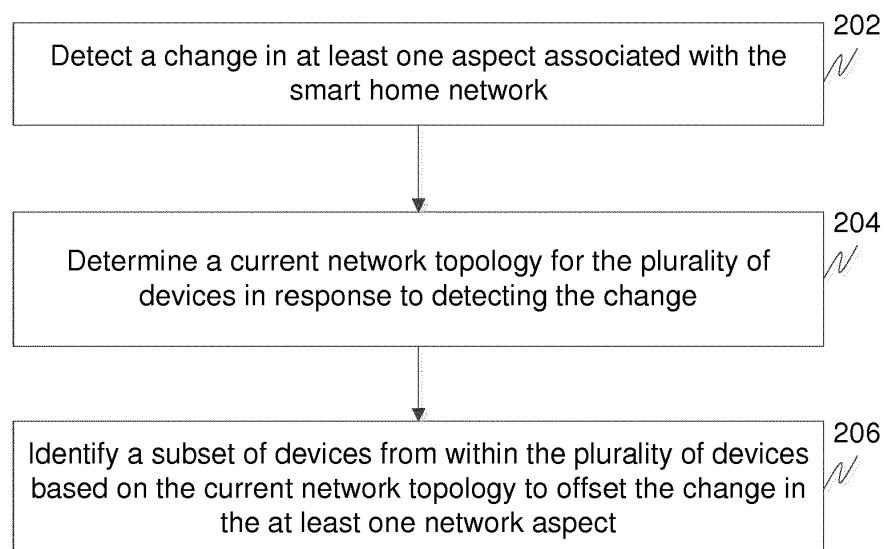 202
Detect a change in at least one aspect associated with the
smart home network
204
Determine a current network topology for the plurality of
devices in response to detecting the change
206
Identify a subset of devices from within the plurality of devices
based on the current network topology to offset the change in
the at least one network aspect